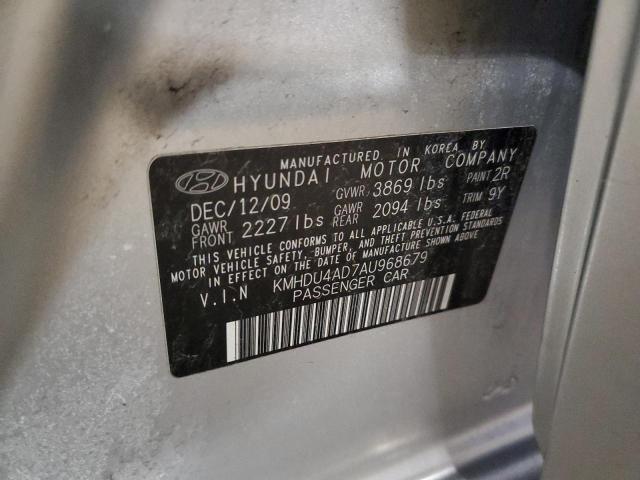 MANUFACTURED IN KOREA BY
HYUNDAI MOTOR COMPANY
DEC/12/09 GVWR 3869 lbs PAINT 2R
GAWR FRONT 2227 lbs GAWR REAR 2094 lbs TRIM 9Y
THIS VEHICLE CONFORMS TO ALL APPLICABLE U.S.A. FEDERAL
MOTOR VEHICLE SAFETY, BUMPER, AND THEFT
STANDARDS IN EFFECT ON THE DATE OF MANUFACTURE SHOWN ABOVE.
V.I.N KMHDU4AD7AU968679
PASSENGER CAR